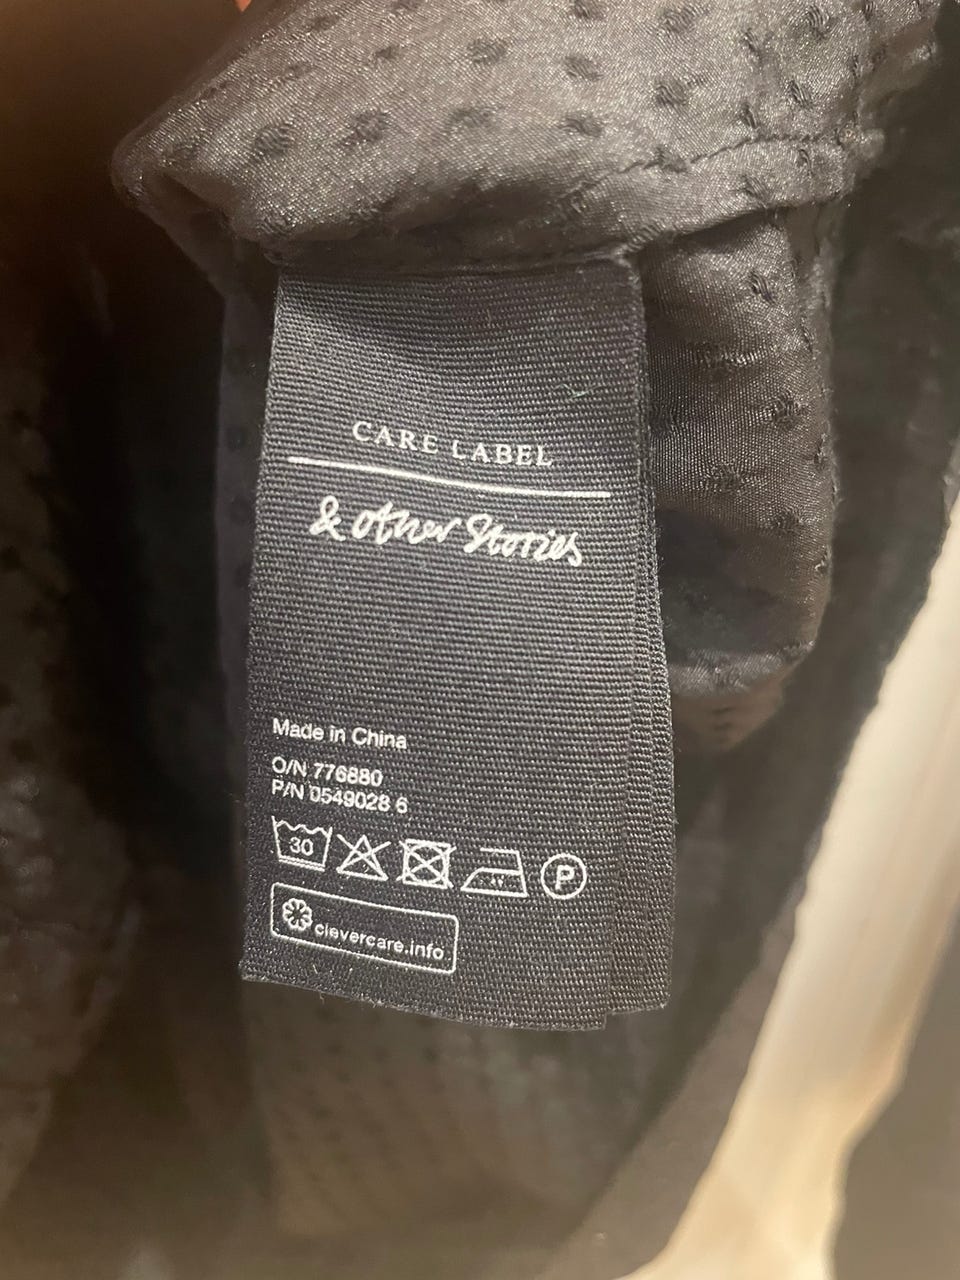 CARE LABEL
& other Stories
Made in China
O/N 776880
P/N 0549028 6
30
P
clevercare.info